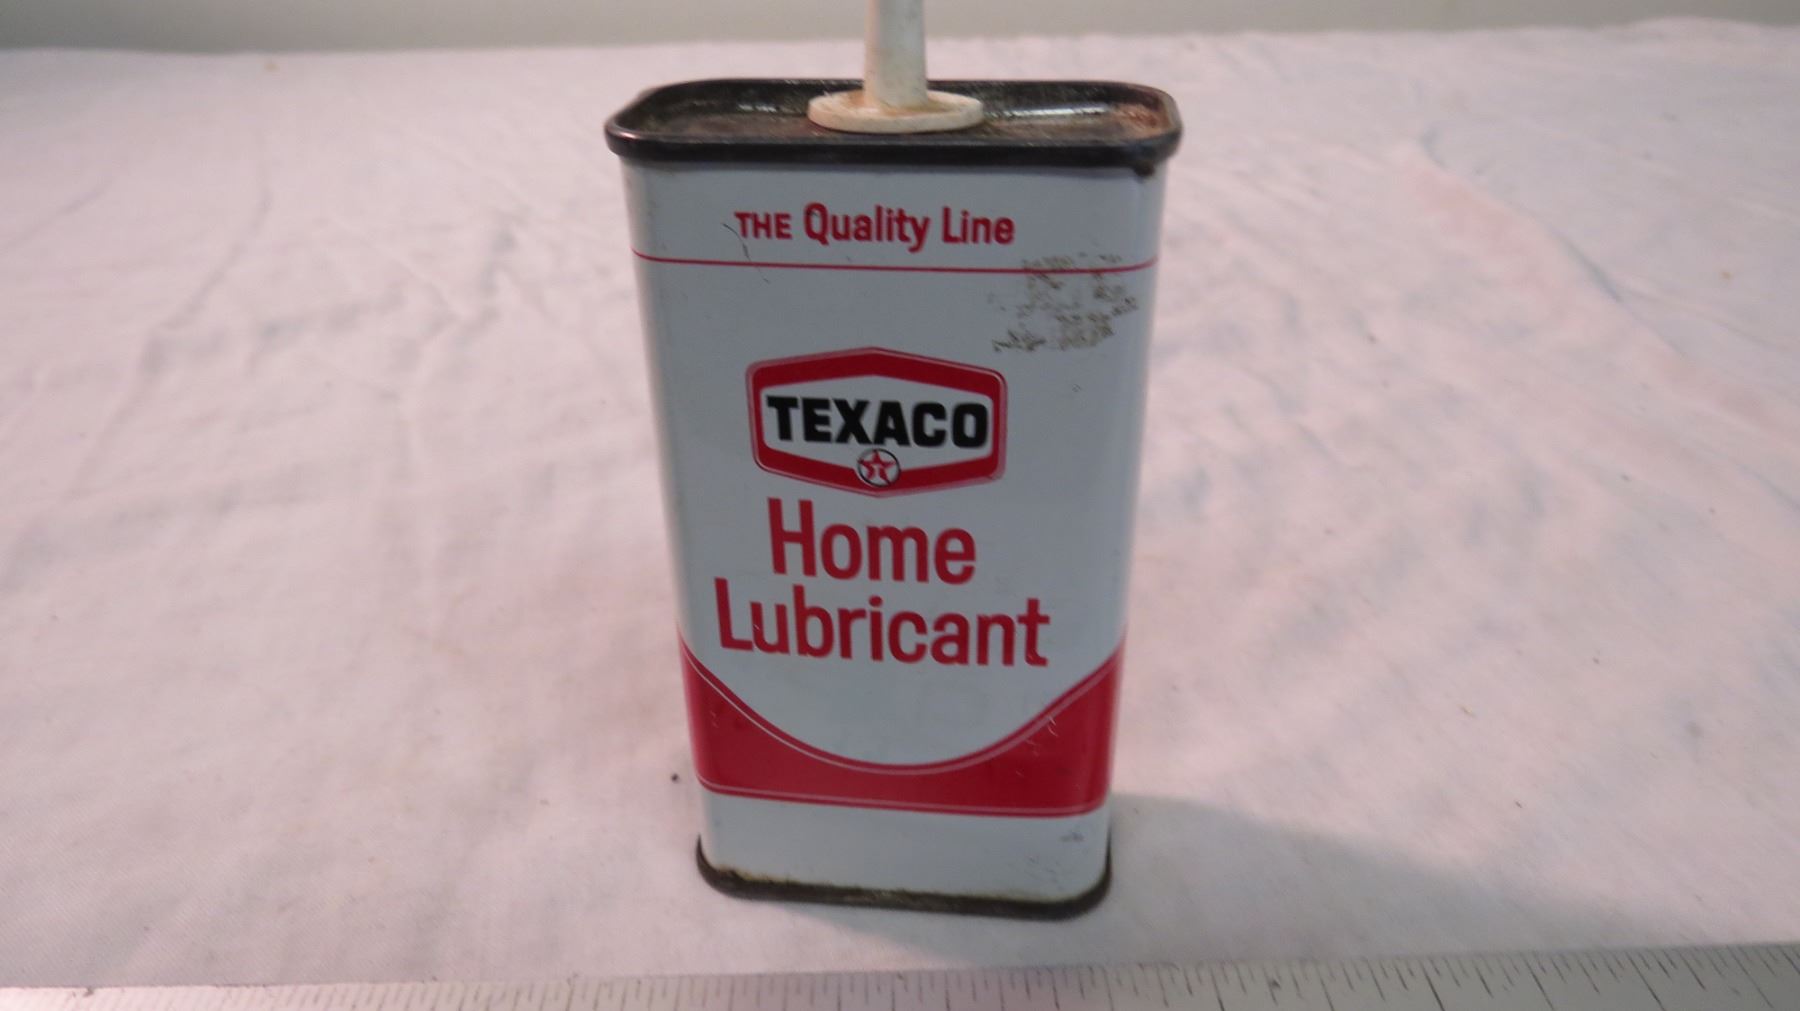 THE Quality Line
TEXACO
T
Home
Lubricant